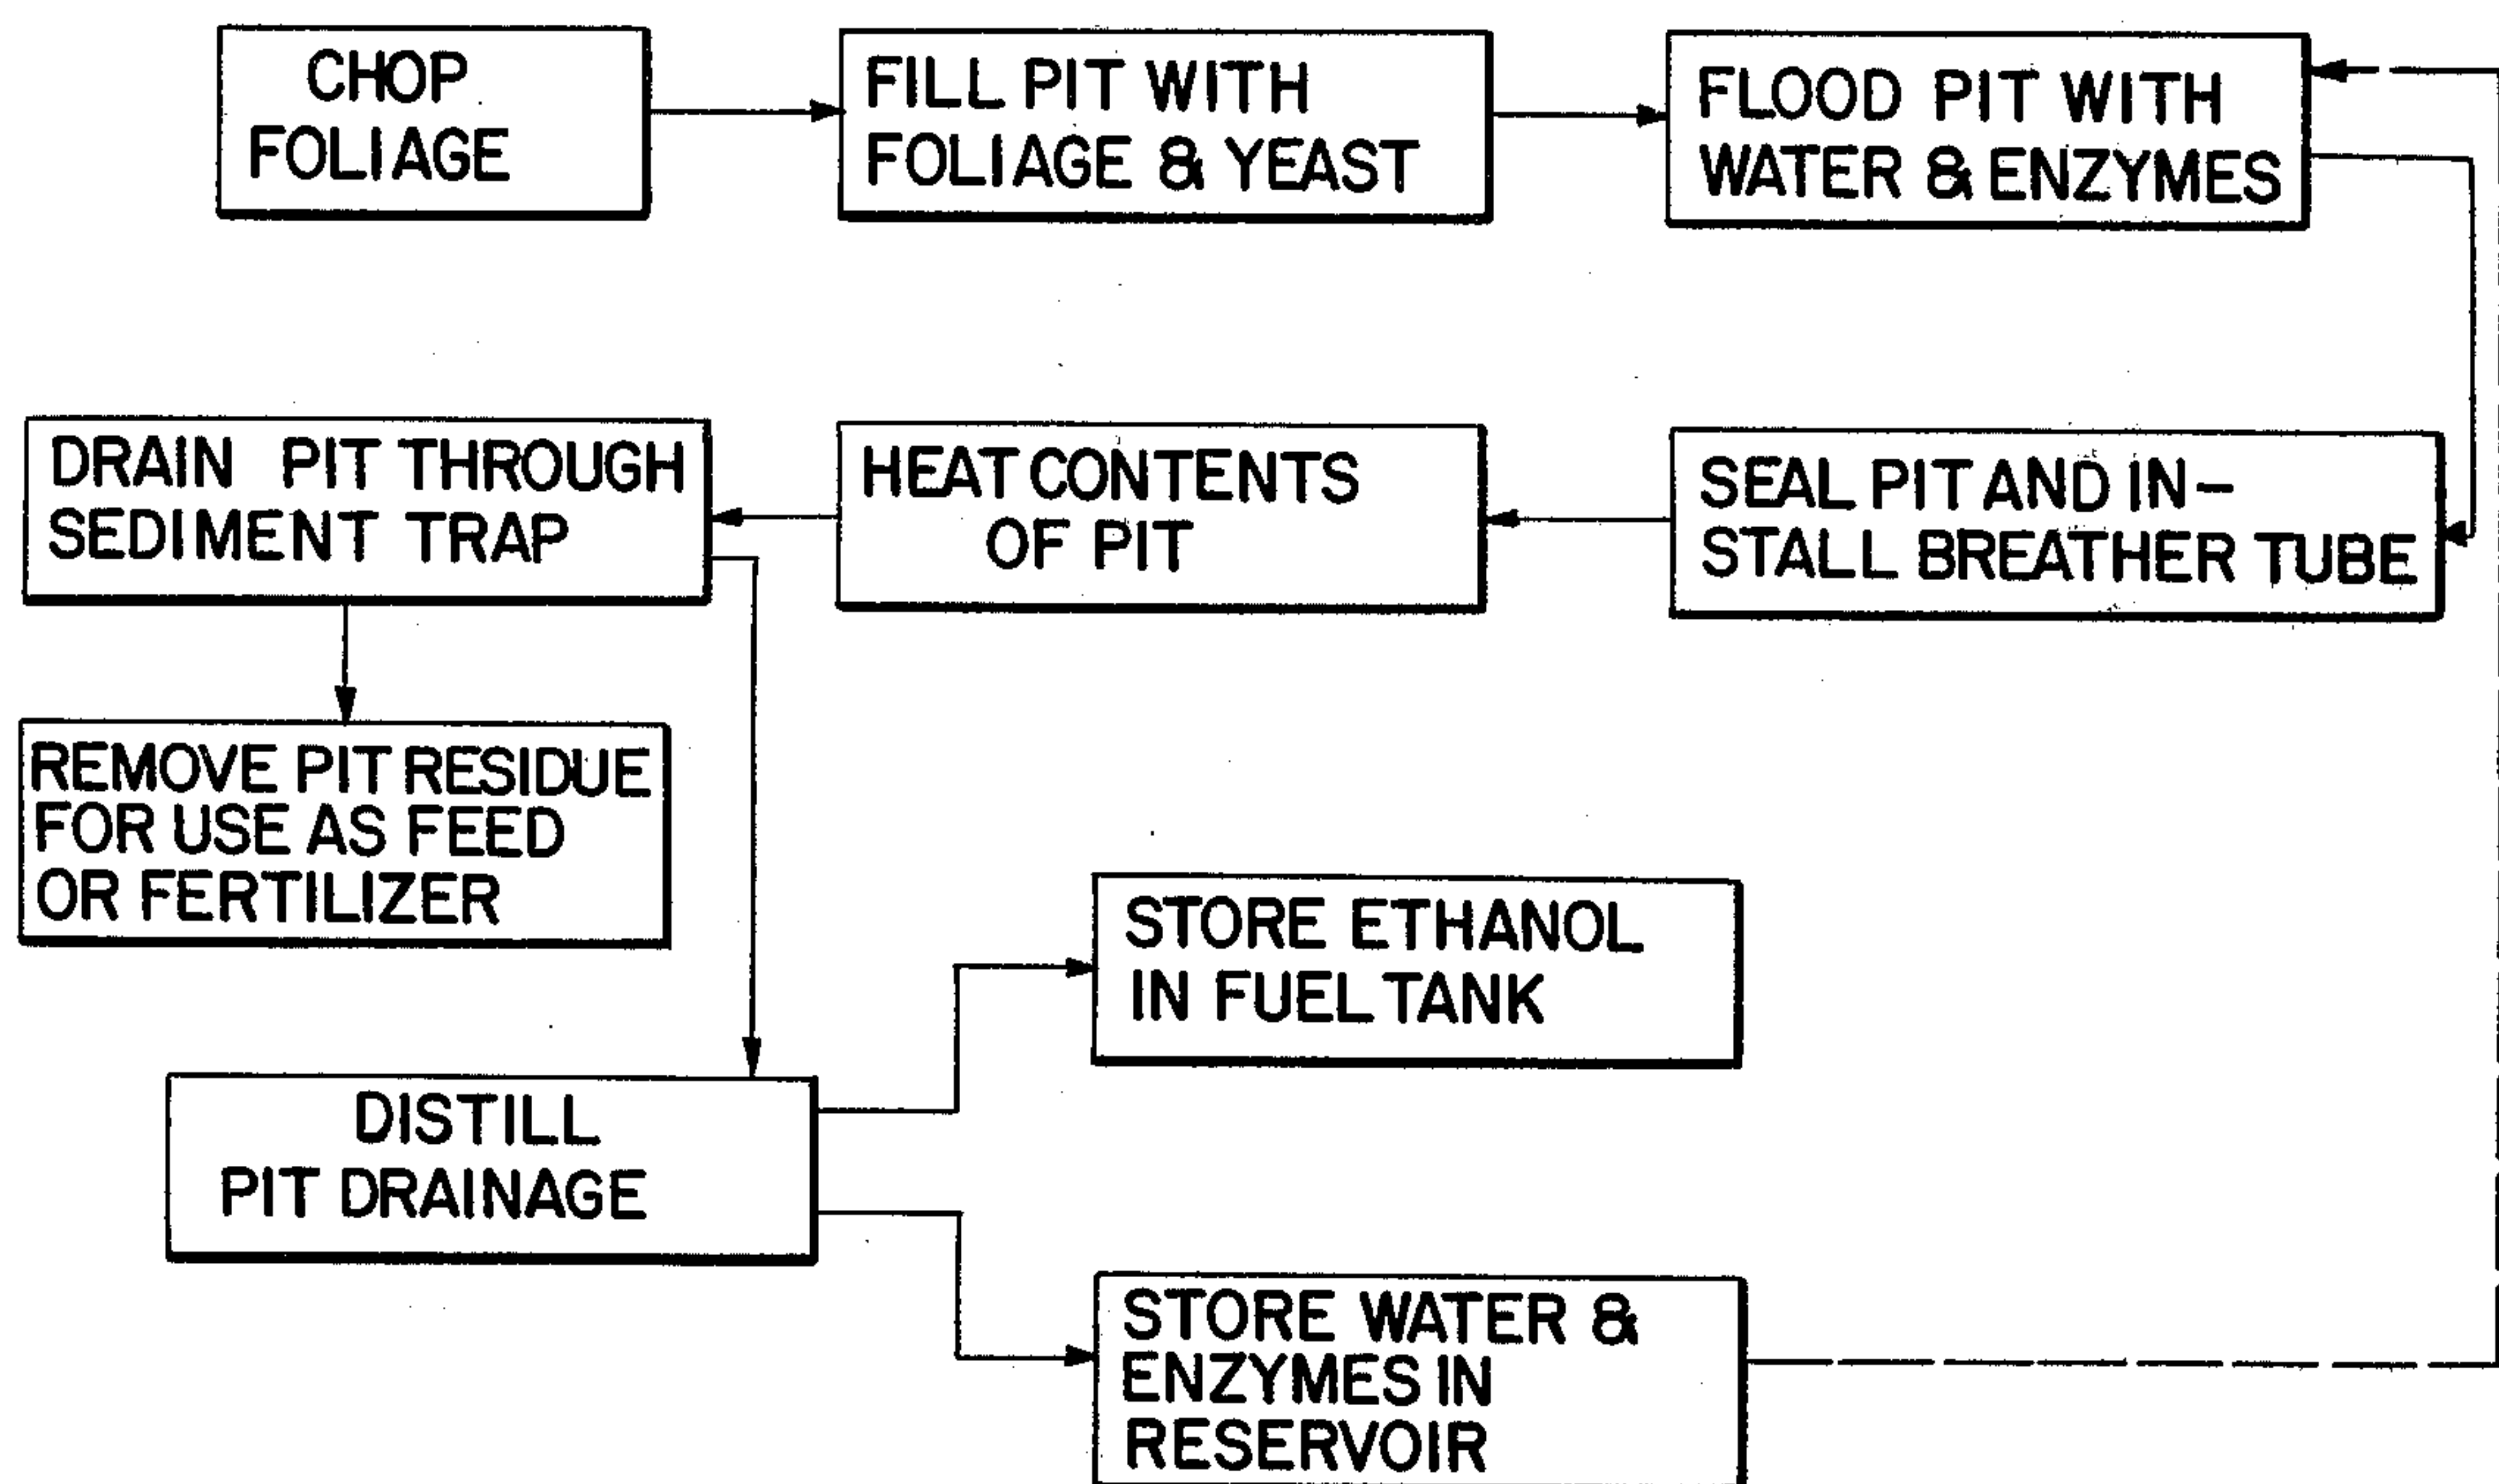 CHOP
FOLIAGE
FILL PIT WITH
FOLIAGE & YEAST
FLOOD PIT WITH
WATER & ENZYMES
SEAL PIT AND IN-
STALL BREATHER TUBE
HEAT CONTENTS
OF PIT
DRAIN PIT THROUGH
SEDIMENT TRAP
REMOVE PIT RESIDUE
FOR USE AS FEED
OR FERTILIZER
DISTILL
PIT DRAINAGE
STORE ETHANOL
IN FUEL TANK
STORE WATER &
ENZYMES IN
RESERVOIR